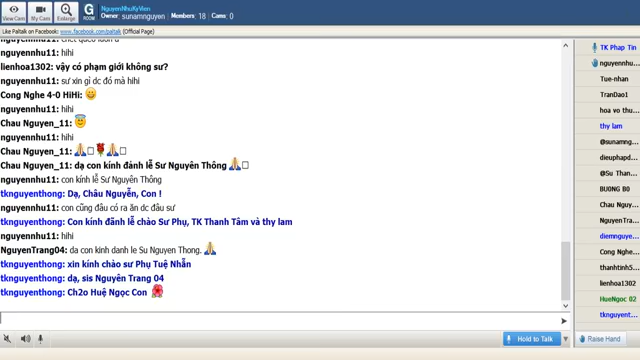 View Cam
My Cam
Enlarge
G
ROOM
NguyenNhuKyVien
Owner: sunamnguyen | Members: 18 | Cams: 0
Like Paltalk on Facebook: www.facebook.com/paltalk (Official Page)
nguyennhu11: hihi
lienhoa1302: vậy có phạm giới không sư?
nguyennhu11: sư xin gì dc đó mà hihi
Cong Nghe 4-0 HiHi:
nguyennhu11: hihi
Chau Nguyen_11:
nguyennhu11: hihi
Chau Nguyen_11:
Chau Nguyen_11: dạ con kính đảnh lễ Sư Nguyên Thông
nguyennhu11: con kính lễ Sư Nguyên Thông
tknguyenthong: Dạ, Châu Nguyễn, Con !
nguyennhu11: con cũng đâu có ra ăn dc đâu sư
tknguyenthong: Con kính đãnh lễ chào Sư Phụ, TK Thanh Tâm và thy lam
nguyennhu11: hihi
NguyenTrang04: da con kinh danh le Su Nguyen Thong.
tknguyenthong: xin kính chào sư Phụ Tuệ Nhẫn
tknguyenthong: dạ, sis Nguyên Trang 04
tknguyenthong: Ch2o Huệ Ngọc Con
Hold to Talk
TK Phap Tin
nguyennhu11
Tue-nhan
TranDao1
hoa vo thu
thy lam
@sunamng
dieuphapd
@Su Than
BUONG BO
Chau Nguy
NguyenTra
diemnguye
Cong Nghe
thanhtinh5
lienhoa1302
HueNgoc 02
tknguyent
Raise Hand